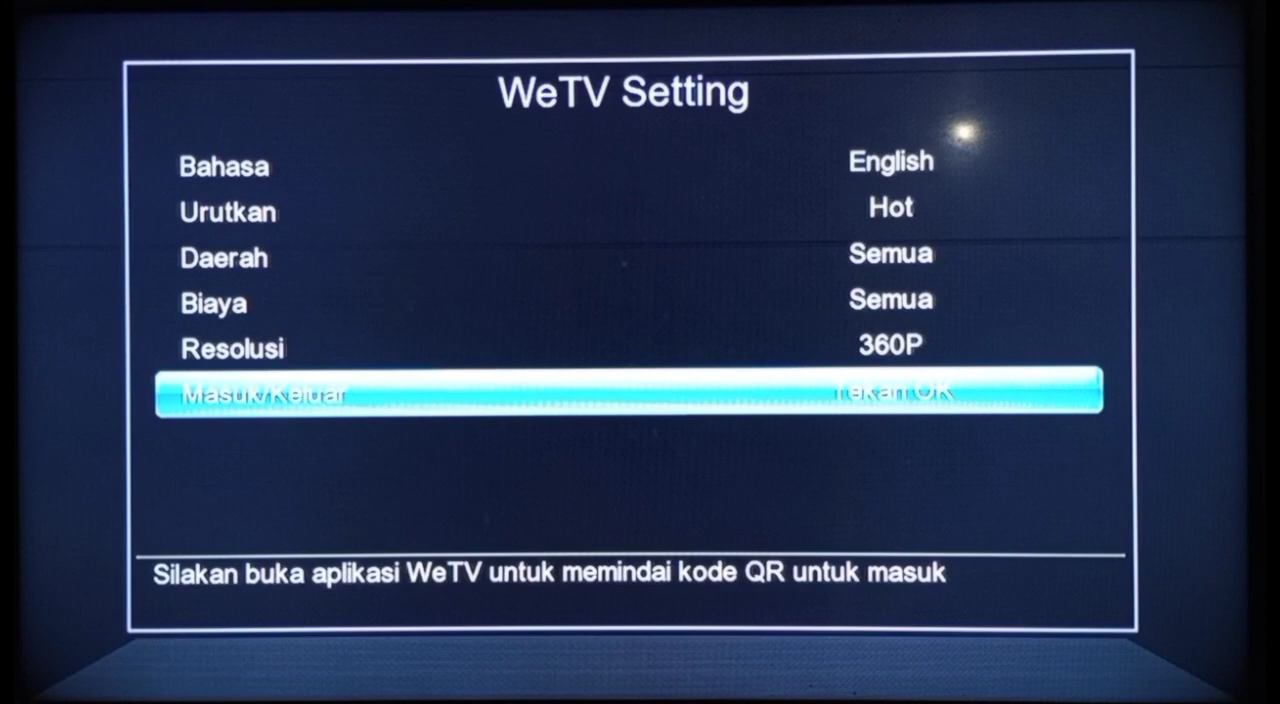 WeTV Setting
Bahasa English
Urutkan Hot
Daerah Semua
Biaya Semua
Resolusi 360P
Masuk/Keluar Tekan OK
Silakan buka aplikasi WeTV untuk memindai kode QR untuk masuk